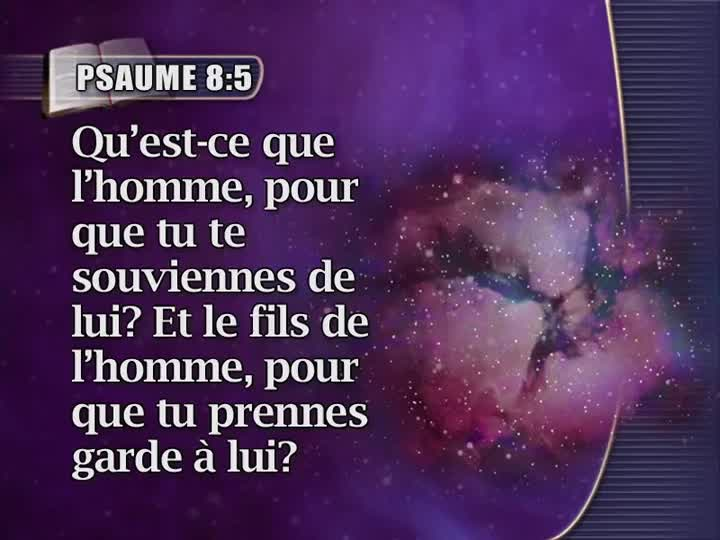 PSAUME 8:5
Qu’est-ce que
l’homme, pour
que tu te
souviennes de
lui? Et le fils de
l’homme, pour
que tu prennes
garde à lui?